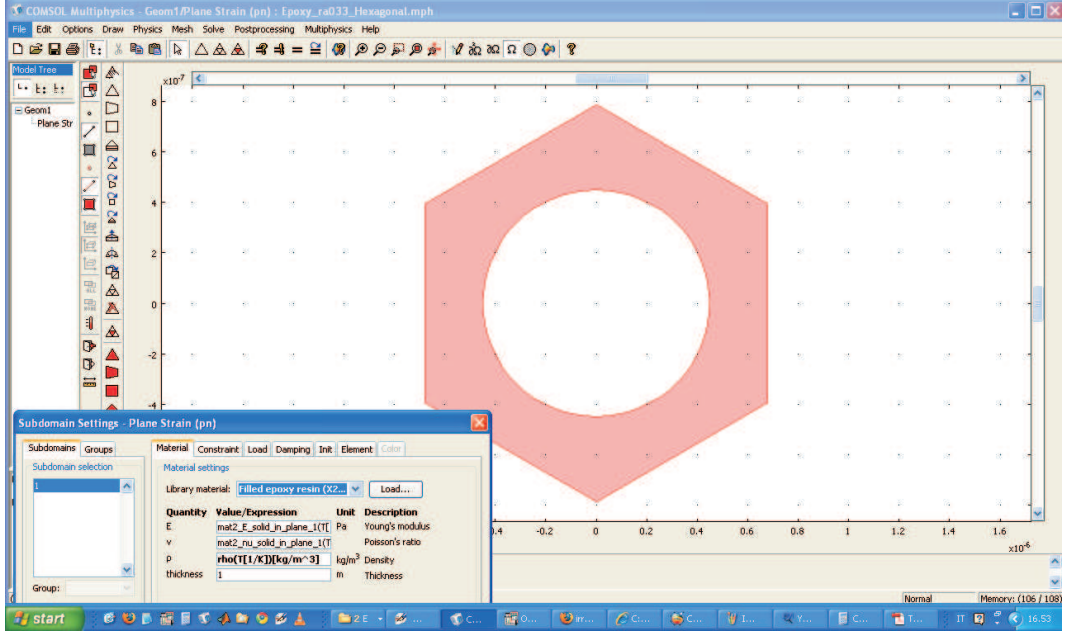 COMSOL Multiphysics - Geom1/Plane Strain (pn) : Epoxy_ra033_Hexagonal.mph
File Edit Options Draw Physics Mesh Solve Postprocessing Multiphysics Help
Model Tree
Geom1
Plane Str
x10-7
8
6
4
2
0
-2
-4
0.4 -0.2 0 0.2 0.4 0.6 0.8 1 1.2 1.4 1.6
x10-6
Subdomain Settings - Plane Strain (pn)
Subdomains Groups
Subdomain selection
1
Group:
Material Constraint Load Damping Init Element Color
Material settings
Library material: Filled epoxy resin (X2... Load...
Quantity Value/Expression Unit Description
E mat2_E_solid_in_plane_1(T[ Pa Young's modulus
ν mat2_nu_solid_in_plane_1(T Poisson's ratio
ρ rho(T[1/K])[kg/m^3] kg/m3 Density
thickness 1 m Thickness
Normal Memory: (106 / 108)
start 2 E ... C... O... ir... C:... C... I... Y... E... T... IT 16.53